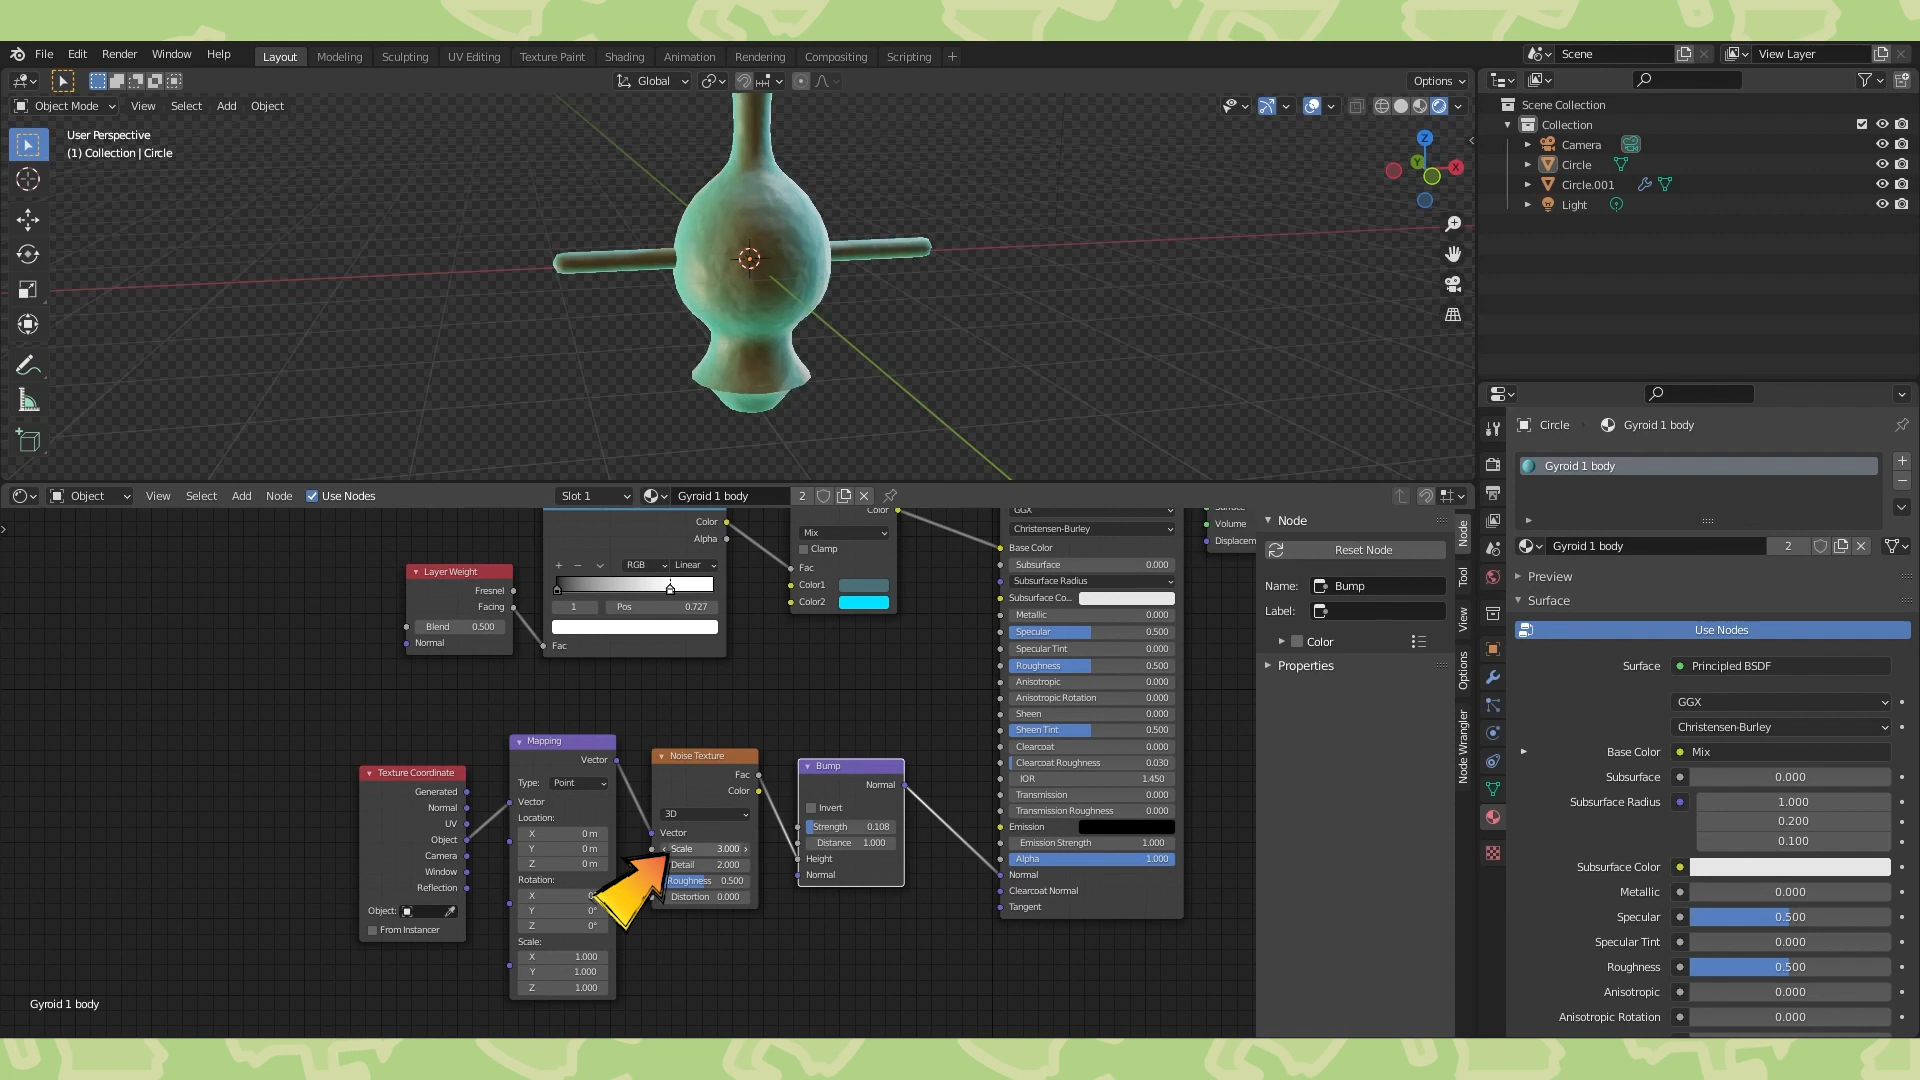 File Edit Render Window Help
Layout Modeling Sculpting UV Editing Texture Paint Shading Animation Rendering Compositing Scripting +
Scene
View Layer
Global
Options
Object Mode View Select Add Object
User Perspective
(1) Collection | Circle
Z
Y
X
Scene Collection
Collection
Camera
Circle
Circle.001
Light
Circle Gyroid 1 body
Gyroid 1 body
Gyroid 1 body 2
Preview
Surface
Use Nodes
Surface Principled BSDF
GGX
Christensen-Burley
Base Color Mix
Subsurface 0.000
Subsurface Radius 1.000
0.200
0.100
Subsurface Color
Metallic 0.000
Specular 0.500
Specular Tint 0.000
Roughness 0.500
Anisotropic 0.000
Anisotropic Rotation 0.000
Object View Select Add Node Use Nodes
Slot 1
Gyroid 1 body 2
Layer Weight
Fresnel
Facing
Blend 0.500
Normal
Color
Alpha
+ − RGB Linear
1 Pos 0.727
Fac
Color
Mix
Clamp
Fac
Color1
Color2
GGX
Christensen-Burley
Base Color
Subsurface 0.000
Subsurface Radius
Subsurface Co...
Metallic 0.000
Specular 0.500
Specular Tint 0.000
Roughness 0.500
Anisotropic 0.000
Anisotropic Rotation 0.000
Sheen 0.000
Sheen Tint 0.500
Clearcoat 0.000
Clearcoat Roughness 0.030
IOR 1.450
Transmission 0.000
Transmission Roughness 0.000
Emission
Emission Strength 1.000
Alpha 1.000
Normal
Clearcoat Normal
Tangent
Volume
Displacem
Texture Coordinate
Generated
Normal
UV
Object
Camera
Window
Reflection
Object:
From Instancer
Mapping
Vector
Type: Point
Vector
Location:
X 0 m
Y 0 m
Z 0 m
Rotation:
X
Y 0°
Z 0°
Scale:
X 1.000
Y 1.000
Z 1.000
Noise Texture
Fac
Color
3D
Vector
Scale 3.000
Detail 2.000
Roughness 0.500
Distortion 0.000
Bump
Normal
Invert
Strength 0.108
Distance 1.000
Height
Normal
Node
Reset Node
Name: Bump
Label:
Color
Properties
Node
Tool
View
Options
Node Wrangler
Gyroid 1 body